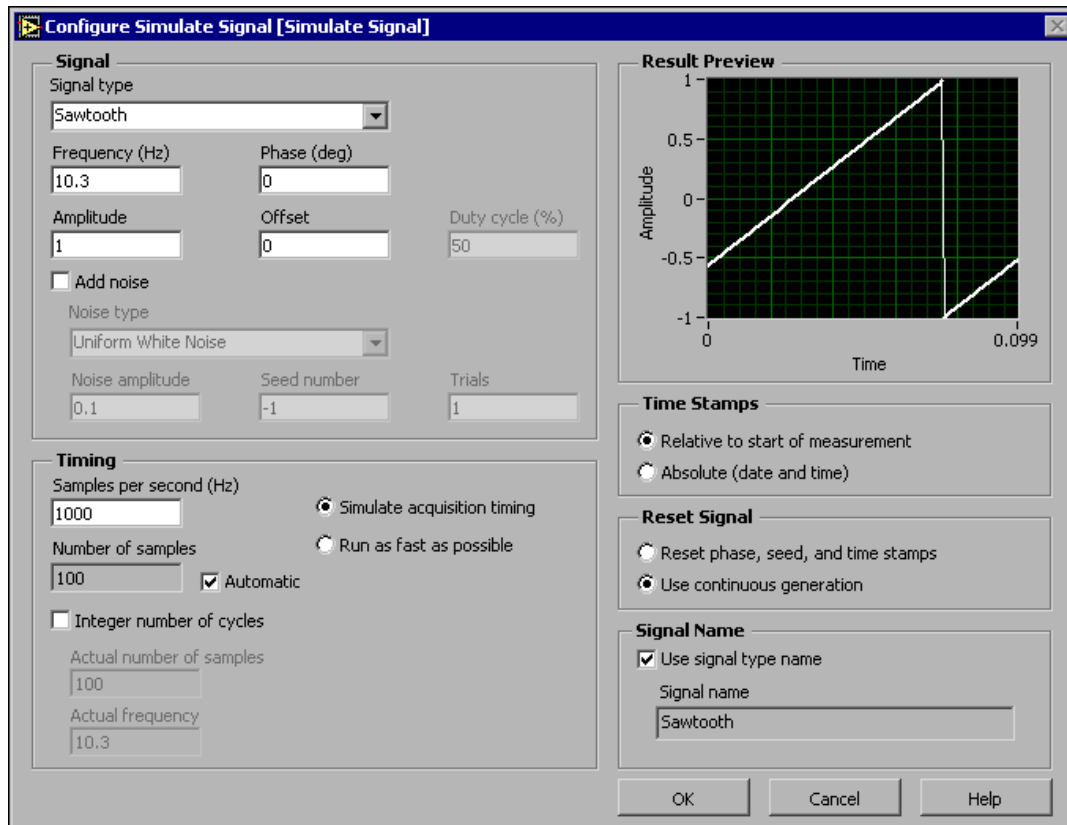 Configure Simulate Signal [Simulate Signal]
Signal
Signal type
Sawtooth
Frequency (Hz) Phase (deg)
10.3 0
Amplitude Offset Duty cycle (%)
1 0 50
Add noise
Noise type
Uniform White Noise
Noise amplitude Seed number Trials
0.1 -1 1
Timing
Samples per second (Hz)
1000
Simulate acquisition timing
Run as fast as possible
Number of samples
100 Automatic
Integer number of cycles
Actual number of samples
100
Actual frequency
10.3
Result Preview
1
0.5
0
-0.5
-1
Amplitude
0 0.099
Time
Time Stamps
Relative to start of measurement
Absolute (date and time)
Reset Signal
Reset phase, seed, and time stamps
Use continuous generation
Signal Name
Use signal type name
Signal name
Sawtooth
OK Cancel Help